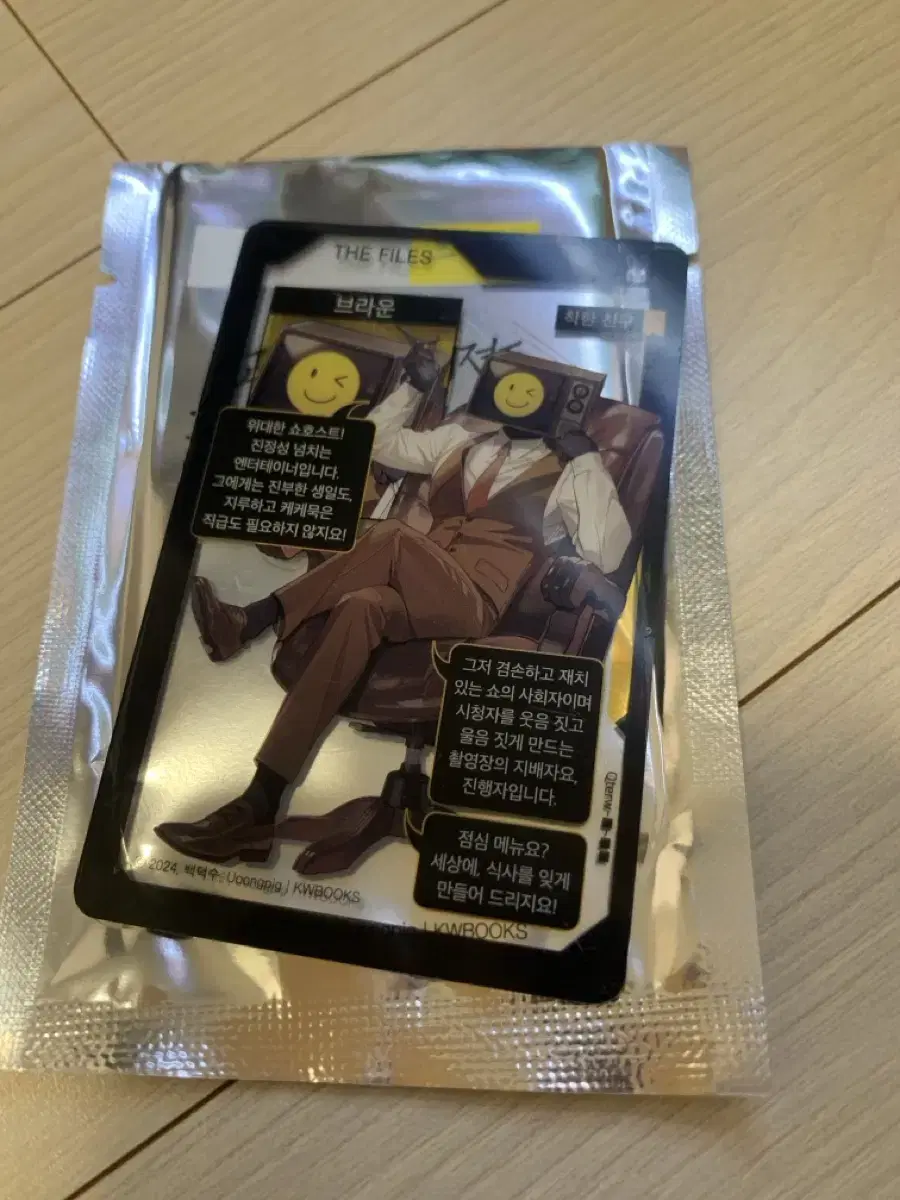 THE FILES
브라운
착한 친구
위대한 쇼호스트!
진정성 넘치는
엔터테이너입니다.
그에게는 진부한 생일도,
지루하고 케케묵은
직급도 필요하지 않지요!
그저 겸손하고 재치
있는 쇼의 사회자이며
시청자를 웃음 짓고
울음 짓게 만드는
촬영장의 지배자요,
진행자입니다.
점심 메뉴요?
세상에, 식사를 잊게
만들어 드리지요!
© 2024. 백덕수, Uoongpig | KWBOOKS
| KWBOOKS